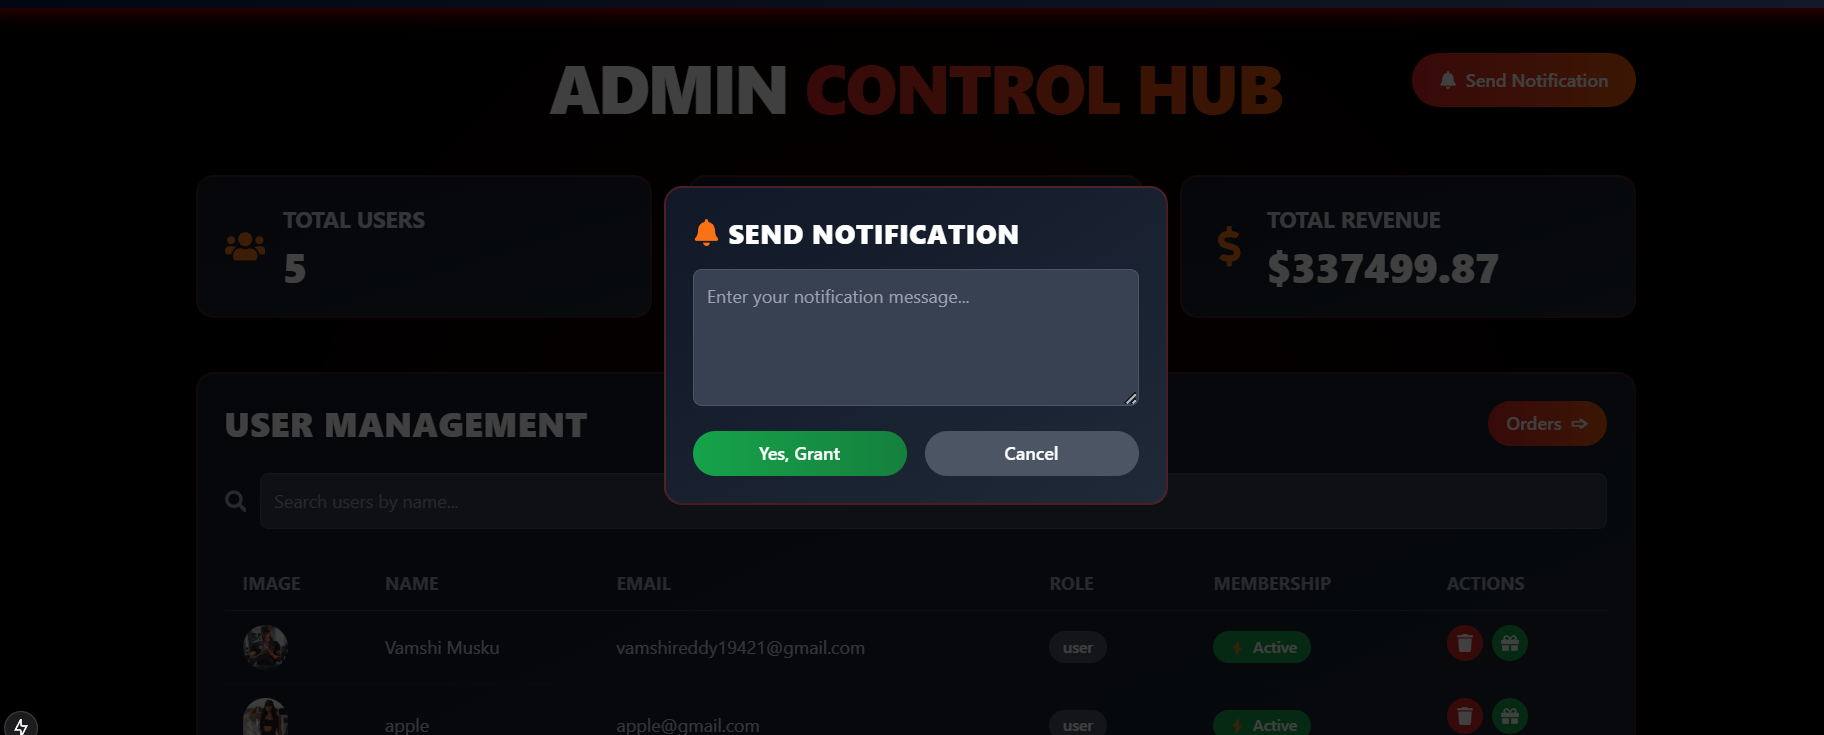 ADMIN CONTROL HUB
Send Notification
TOTAL USERS
5
TOTAL REVENUE
$337499.87
SEND NOTIFICATION
Enter your notification message...
Yes, Grant
Cancel
USER MANAGEMENT
Orders
Search users by name...
IMAGE NAME EMAIL ROLE MEMBERSHIP ACTIONS
Vamshi Musku vamshireddy19421@gmail.com user Active
apple apple@gmail.com user Active